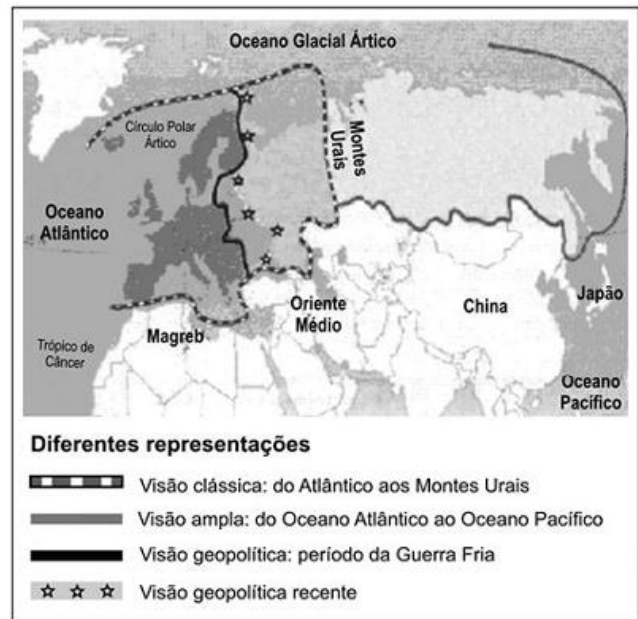 Oceano Glacial Ártico
Círculo Polar
Ártico
Montes
Urais
Oceano
Atlântico
Oriente
Médio
China
Japão
Magreb
Trópico de
Câncer
Oceano
Pacífico
Diferentes representações
Visão clássica: do Atlântico aos Montes Urais
Visão ampla: do Oceano Atlântico ao Oceano Pacífico
Visão geopolítica: período da Guerra Fria
Visão geopolítica recente